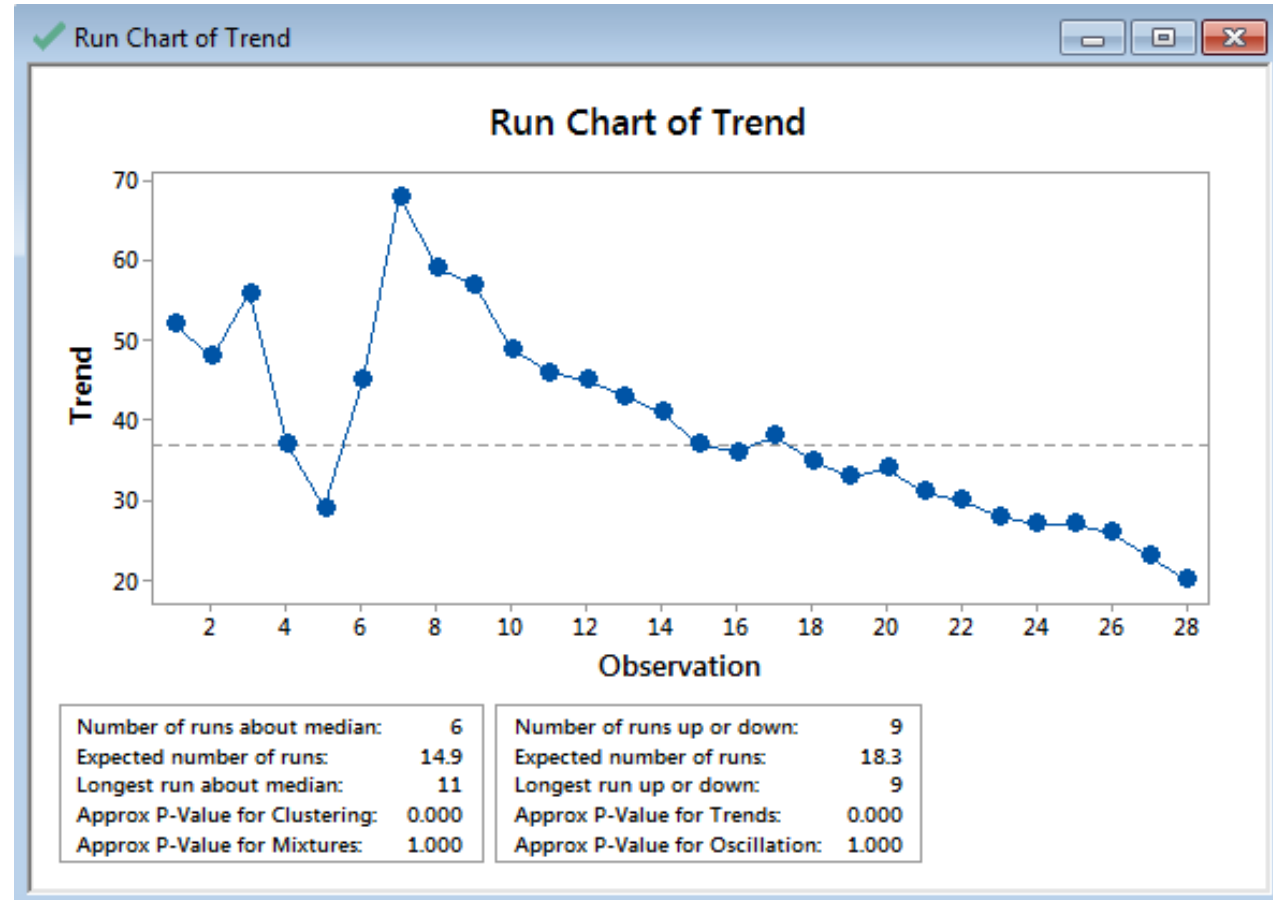 Run Chart of Trend
Run Chart of Trend
70
60
50
40
30
20
Trend
2 4 6 8 10 12 14 16 18 20 22 24 26 28
Observation
Number of runs about median: 6
Expected number of runs: 14.9
Longest run about median: 11
Approx P-Value for Clustering: 0.000
Approx P-Value for Mixtures: 1.000
Number of runs up or down: 9
Expected number of runs: 18.3
Longest run up or down: 9
Approx P-Value for Trends: 0.000
Approx P-Value for Oscillation: 1.000